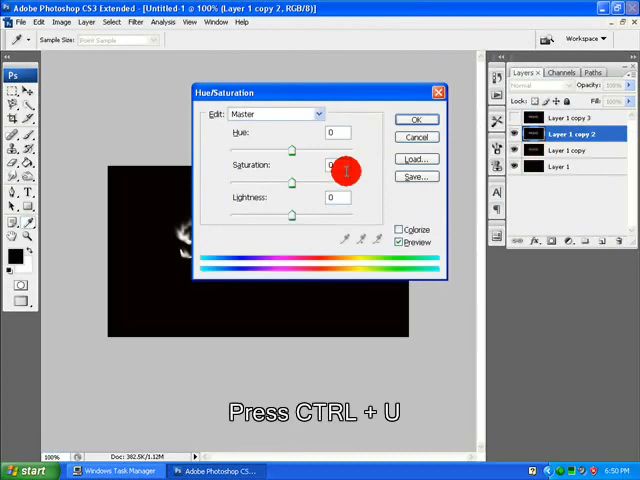 Adobe Photoshop CS3 Extended - [Untitled-1 @ 100% (Layer 1 copy 2, RGB/8)]
File Edit Image Layer Select Filter Analysis View Window Help
Sample Size: Point Sample
Workspace
Ps
Hue/Saturation
Edit: Master
Hue: 0
Saturation: 0
Lightness: 0
OK
Cancel
Load...
Save...
Colorize
Preview
Layers Channels Paths
Normal Opacity:
Lock: Fill:
Layer 1 copy 3
Layer 1 copy 2
Layer 1 copy
Layer 1
Press CTRL + U
100% Doc: 382.5K/1.12M
start Windows Task Manager Adobe Photoshop CS... 6:50 PM